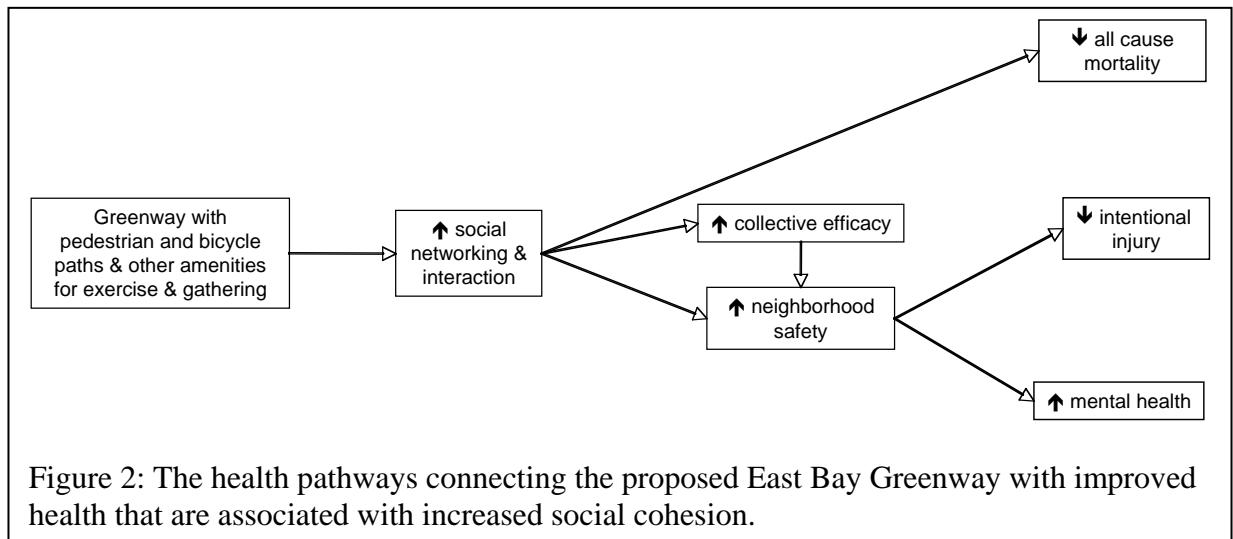 🡻 all cause
mortality
Greenway with
pedestrian and bicycle
paths & other amenities
for exercise & gathering
🡹 social
networking &
interaction
🡹 collective efficacy
🡹 neighborhood
safety
🡻 intentional
injury
🡹 mental health
Figure 2: The health pathways connecting the proposed East Bay Greenway with improved
health that are associated with increased social cohesion.